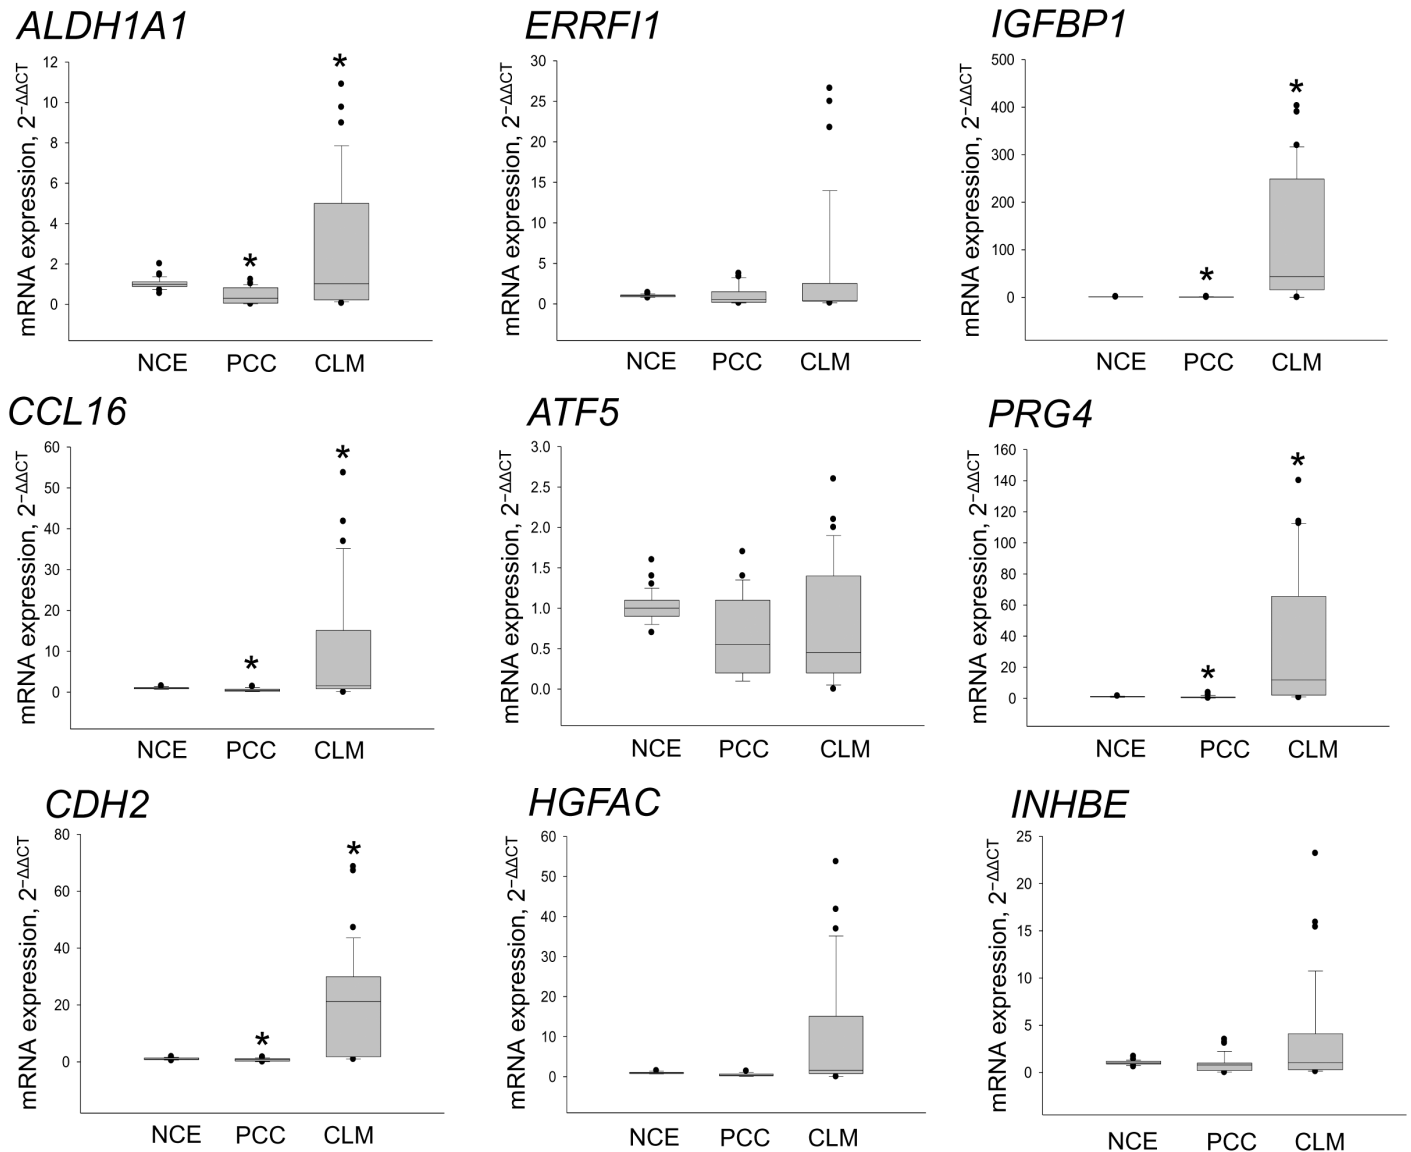 ALDH1A1
mRNA expression, 2−ΔΔCT
12
10
8
6
4
2
0
*
*
NCE PCC CLM
ERRFI1
mRNA expression, 2−ΔΔCT
30
25
20
15
10
5
0
NCE PCC CLM
IGFBP1
mRNA expression, 2−ΔΔCT
500
400
300
200
100
0
*
*
NCE PCC CLM
CCL16
mRNA expression, 2−ΔΔCT
60
50
40
30
20
10
0
*
*
NCE PCC CLM
ATF5
mRNA expression, 2−ΔΔCT
3.0
2.5
2.0
1.5
1.0
0.5
0.0
NCE PCC CLM
PRG4
mRNA expression, 2−ΔΔCT
160
140
120
100
80
60
40
20
0
*
*
NCE PCC CLM
CDH2
mRNA expression, 2−ΔΔCT
80
60
40
20
0
*
*
NCE PCC CLM
HGFAC
mRNA expression, 2−ΔΔCT
60
50
40
30
20
10
0
NCE PCC CLM
INHBE
mRNA expression, 2−ΔΔCT
25
20
15
10
5
0
NCE PCC CLM